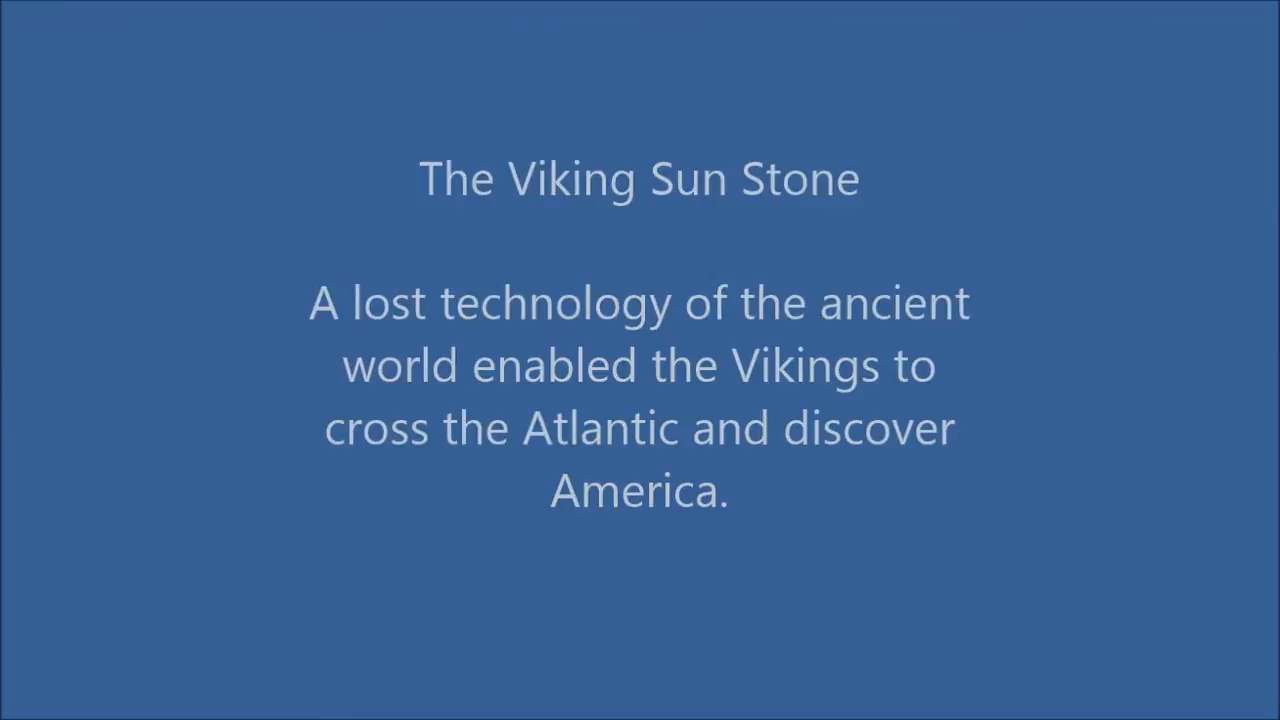 The Viking Sun Stone
A lost technology of the ancient
world enabled the Vikings to
cross the Atlantic and discover
America.